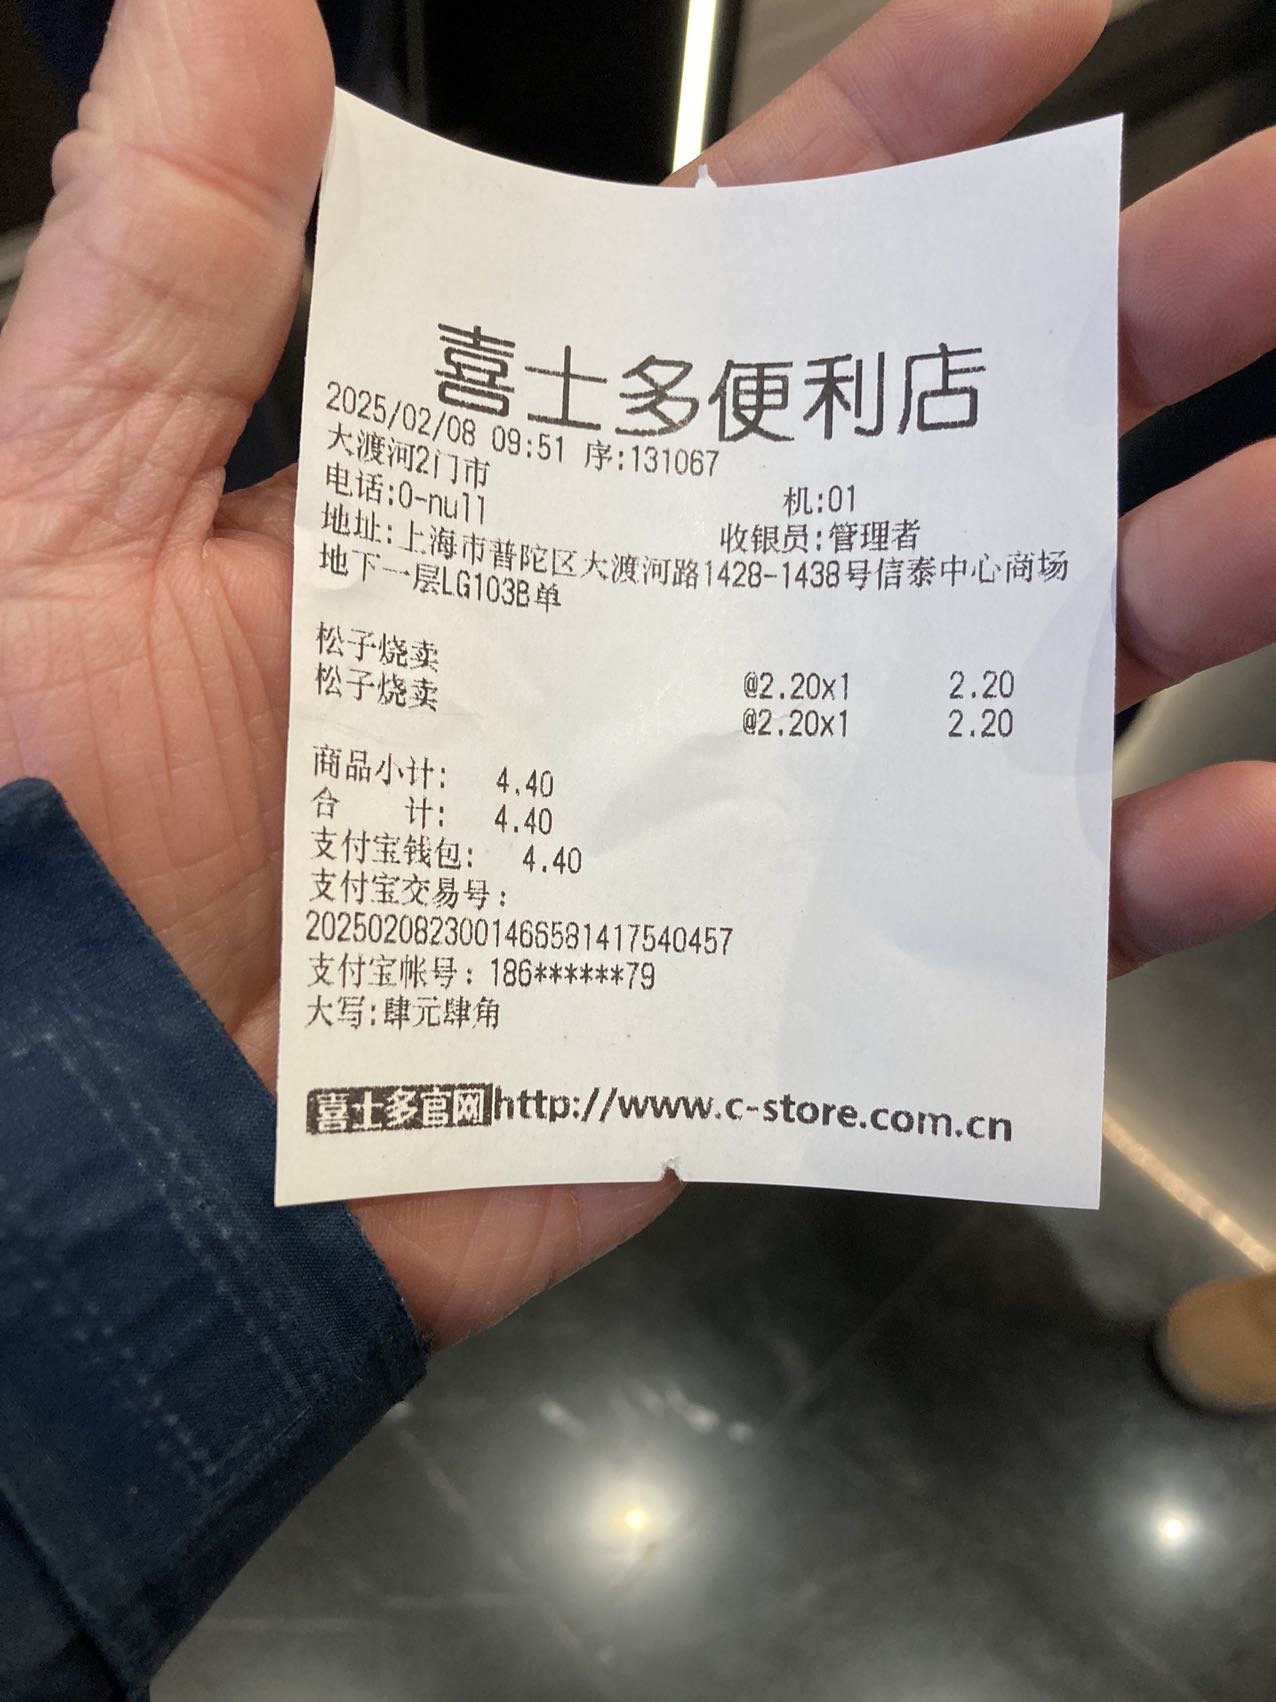 喜士多便利店
2025/02/08 09:51 序:131067
大渡河2门市 机:01
电话:0-null 收银员:管理者
地址:上海市普陀区大渡河路1428-1438号信泰中心商场
地下一层LG103B单
松子烧卖 @2.20x1 2.20
松子烧卖 @2.20x1 2.20
商品小计: 4.40
合 计: 4.40
支付宝钱包: 4.40
支付宝交易号:
2025020823001466581417540457
支付宝帐号: 186******79
大写:肆元肆角
喜士多官网http://www.c-store.com.cn